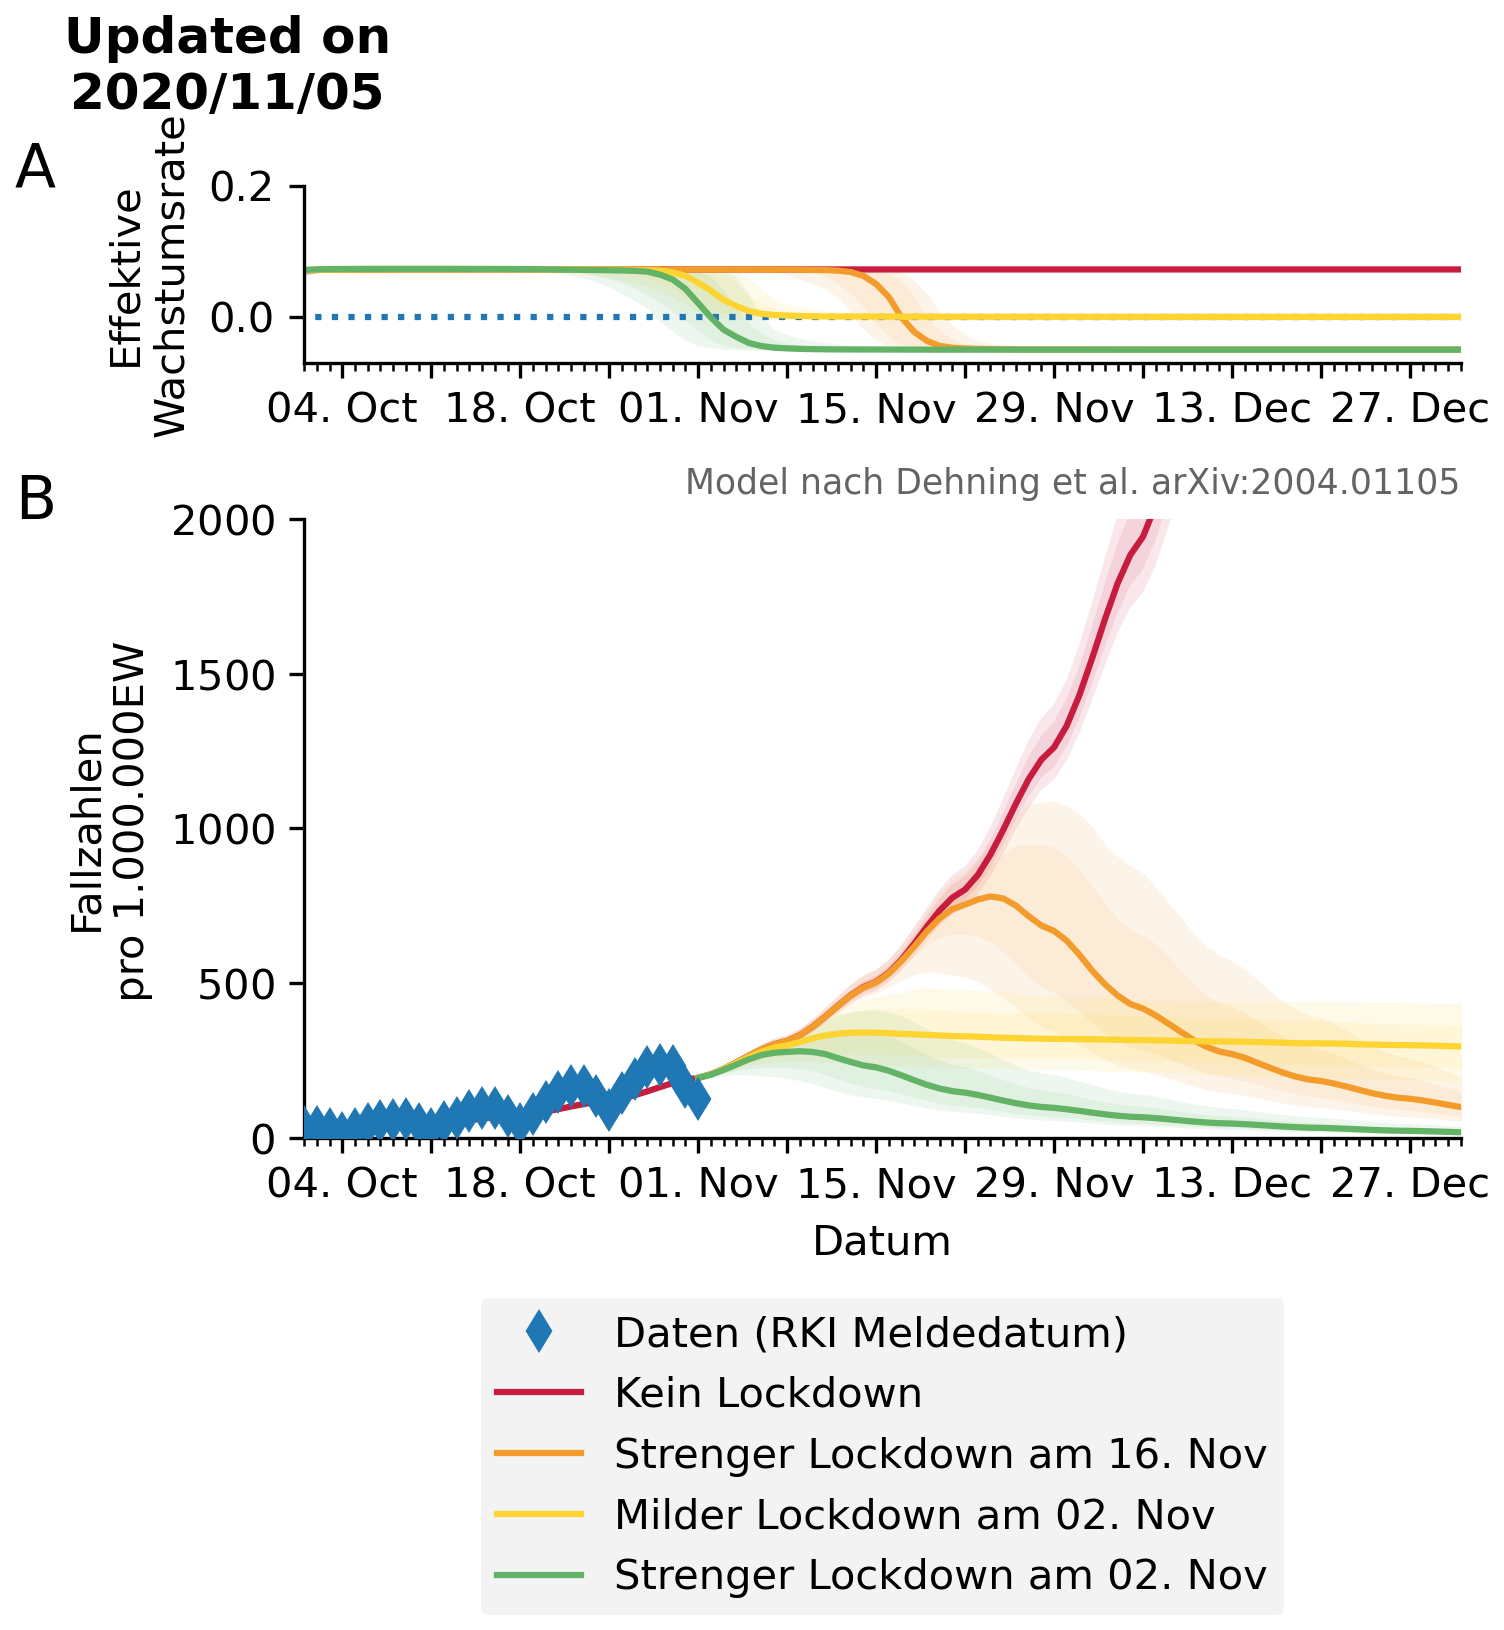 Updated on
2020/11/05
A
Effektive
Wachstumsrate
0.2
0.0
04. Oct 18. Oct 01. Nov 15. Nov 29. Nov 13. Dec 27. Dec
Model nach Dehning et al. arXiv:2004.01105
B
Fallzahlen
pro 1.000.000EW
2000
1500
1000
500
0
04. Oct 18. Oct 01. Nov 15. Nov 29. Nov 13. Dec 27. Dec
Datum
Daten (RKI Meldedatum)
Kein Lockdown
Strenger Lockdown am 16. Nov
Milder Lockdown am 02. Nov
Strenger Lockdown am 02. Nov